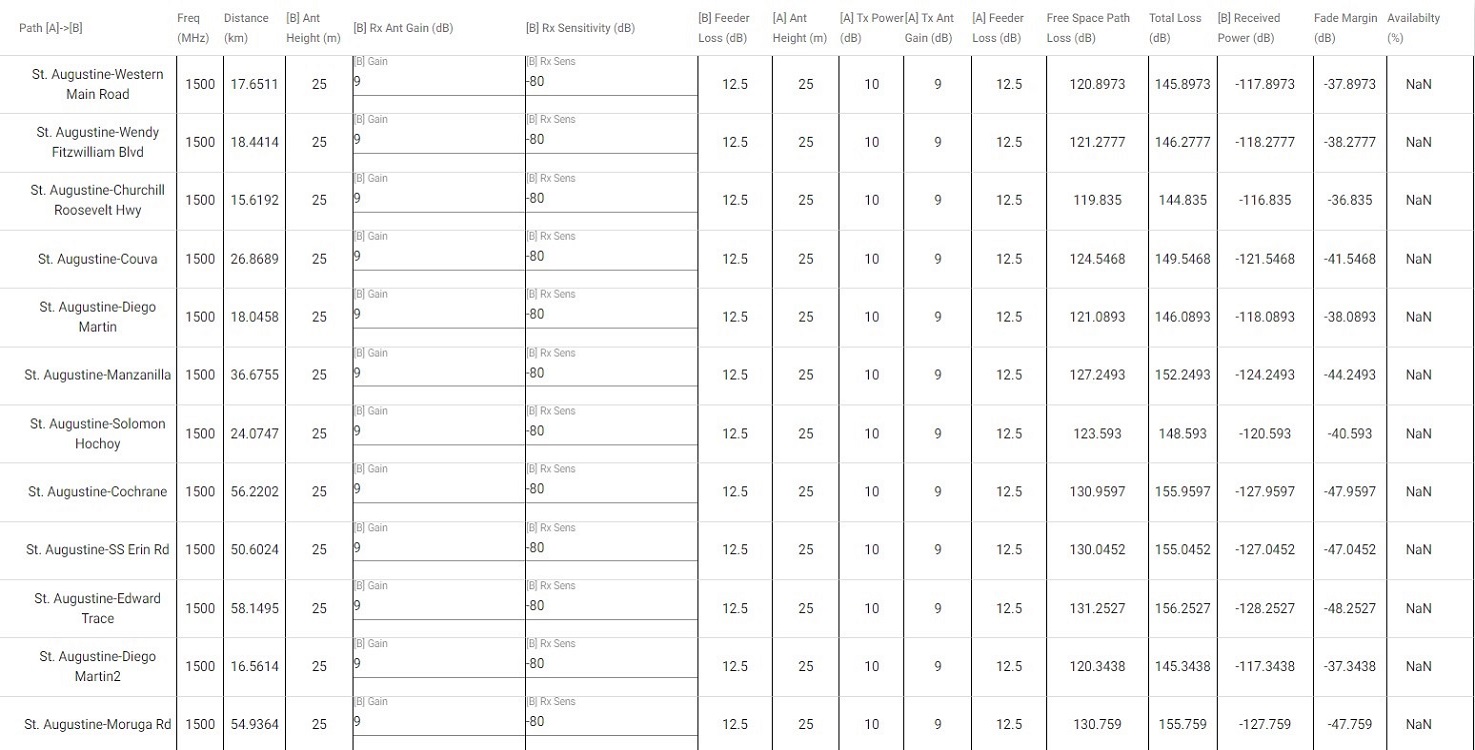 Path [A]->[B] Freq (MHz) Distance (km) [B] Ant Height (m) [B] Rx Ant Gain (dB) [B] Rx Sensitivity (dB) [B] Feeder Loss (dB) [A] Ant Height (m) [A] Tx Power (dB) [A] Tx Ant Gain (dB) [A] Feeder Loss (dB) Free Space Path Loss (dB) Total Loss (dB) [B] Received Power (dB) Fade Margin (dB) Availabilty (%)
St. Augustine-Western Main Road 1500 17.6511 25 [B] Gain 9 [B] Rx Sens -80 12.5 25 10 9 12.5 120.8973 145.8973 -117.8973 -37.8973 NaN
St. Augustine-Wendy Fitzwilliam Blvd 1500 18.4414 25 [B] Gain 9 [B] Rx Sens -80 12.5 25 10 9 12.5 121.2777 146.2777 -118.2777 -38.2777 NaN
St. Augustine-Churchill Roosevelt Hwy 1500 15.6192 25 [B] Gain 9 [B] Rx Sens -80 12.5 25 10 9 12.5 119.835 144.835 -116.835 -36.835 NaN
St. Augustine-Couva 1500 26.8689 25 [B] Gain 9 [B] Rx Sens -80 12.5 25 10 9 12.5 124.5468 149.5468 -121.5468 -41.5468 NaN
St. Augustine-Diego Martin 1500 18.0458 25 [B] Gain 9 [B] Rx Sens -80 12.5 25 10 9 12.5 121.0893 146.0893 -118.0893 -38.0893 NaN
St. Augustine-Manzanilla 1500 36.6755 25 [B] Gain 9 [B] Rx Sens -80 12.5 25 10 9 12.5 127.2493 152.2493 -124.2493 -44.2493 NaN
St. Augustine-Solomon Hochoy 1500 24.0747 25 [B] Gain 9 [B] Rx Sens -80 12.5 25 10 9 12.5 123.593 148.593 -120.593 -40.593 NaN
St. Augustine-Cochrane 1500 56.2202 25 [B] Gain 9 [B] Rx Sens -80 12.5 25 10 9 12.5 130.9597 155.9597 -127.9597 -47.9597 NaN
St. Augustine-SS Erin Rd 1500 50.6024 25 [B] Gain 9 [B] Rx Sens -80 12.5 25 10 9 12.5 130.0452 155.0452 -127.0452 -47.0452 NaN
St. Augustine-Edward Trace 1500 58.1495 25 [B] Gain 9 [B] Rx Sens -80 12.5 25 10 9 12.5 131.2527 156.2527 -128.2527 -48.2527 NaN
St. Augustine-Diego Martin2 1500 16.5614 25 [B] Gain 9 [B] Rx Sens -80 12.5 25 10 9 12.5 120.3438 145.3438 -117.3438 -37.3438 NaN
St. Augustine-Moruga Rd 1500 54.9364 25 [B] Gain 9 [B] Rx Sens -80 12.5 25 10 9 12.5 130.759 155.759 -127.759 -47.759 NaN